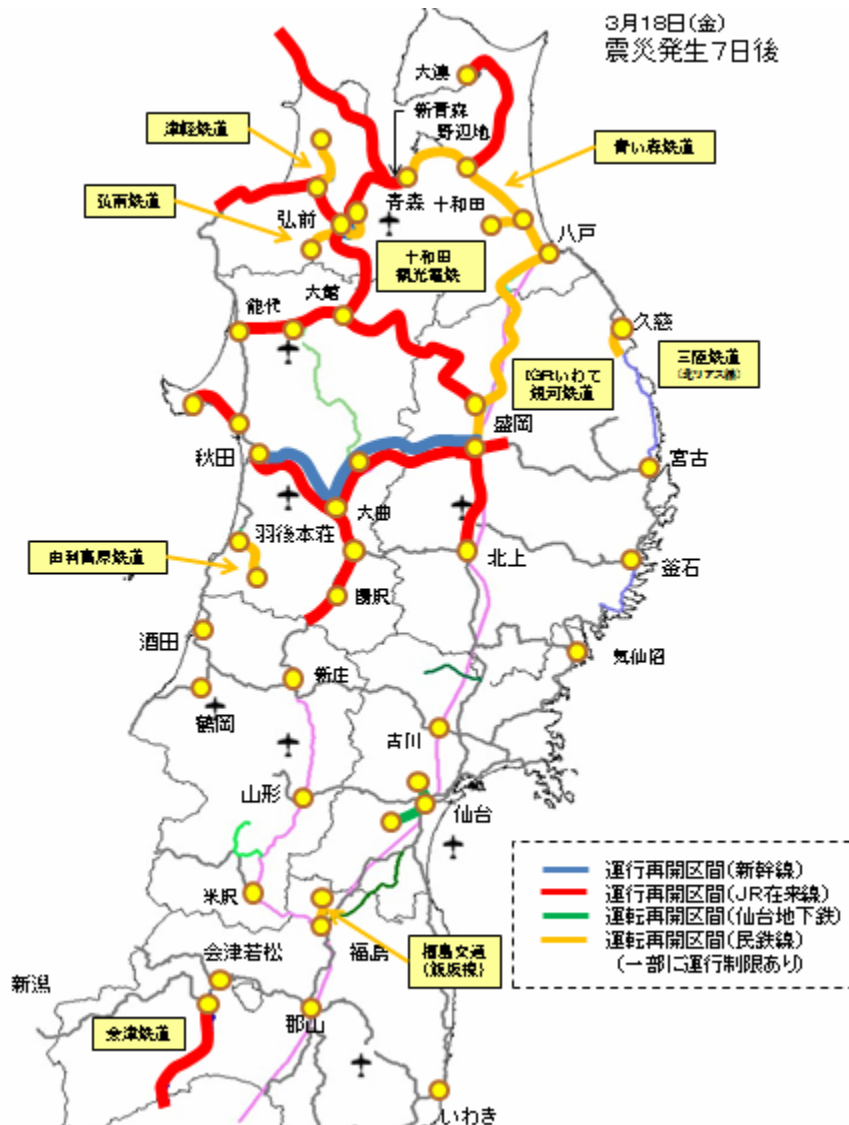 3月18日(金)
震災発生7日後
大湊
新青森
野辺地
津軽鉄道
青い森鉄道
弘南鉄道
弘前
青森
十和田
八戸
十和田
観光電鉄
大館
能代
久慈
三陸鉄道
(北リアス線)
IGRいわて
銀河鉄道
盛岡
秋田
宮古
大曲
羽後本荘
北上
釜石
由利高原鉄道
湯沢
酒田
新庄
気仙沼
鶴岡
古川
山形
仙台
米沢
運行再開区間(新幹線)
運行再開区間(JR在来線)
運転再開区間(仙台地下鉄)
運転再開区間(民鉄線)
(一部に運行制限あり)
会津若松
福島
福島交通
(飯坂線)
新潟
会津鉄道
郡山
いわき